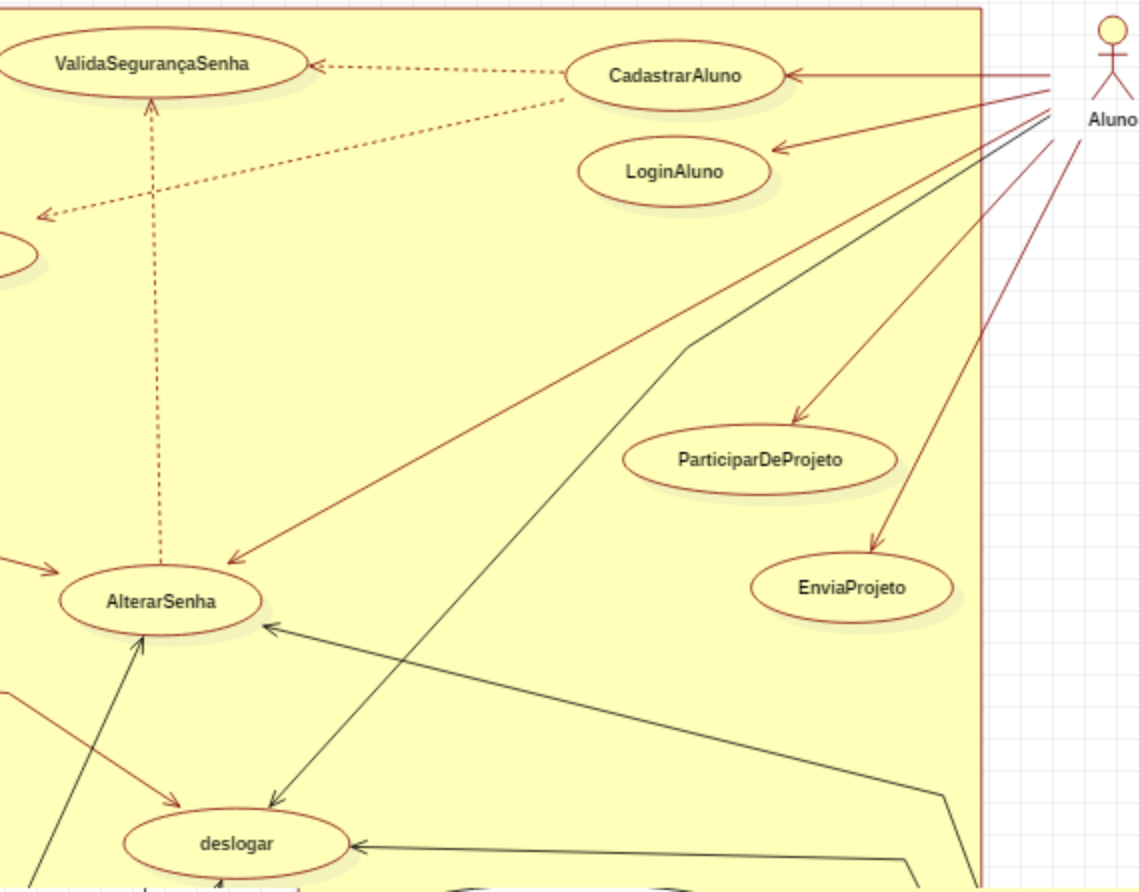 ValidaSegurançaSenha
CadastrarAluno
Aluno
LoginAluno
ParticiparDeProjeto
EnviaProjeto
AlterarSenha
deslogar